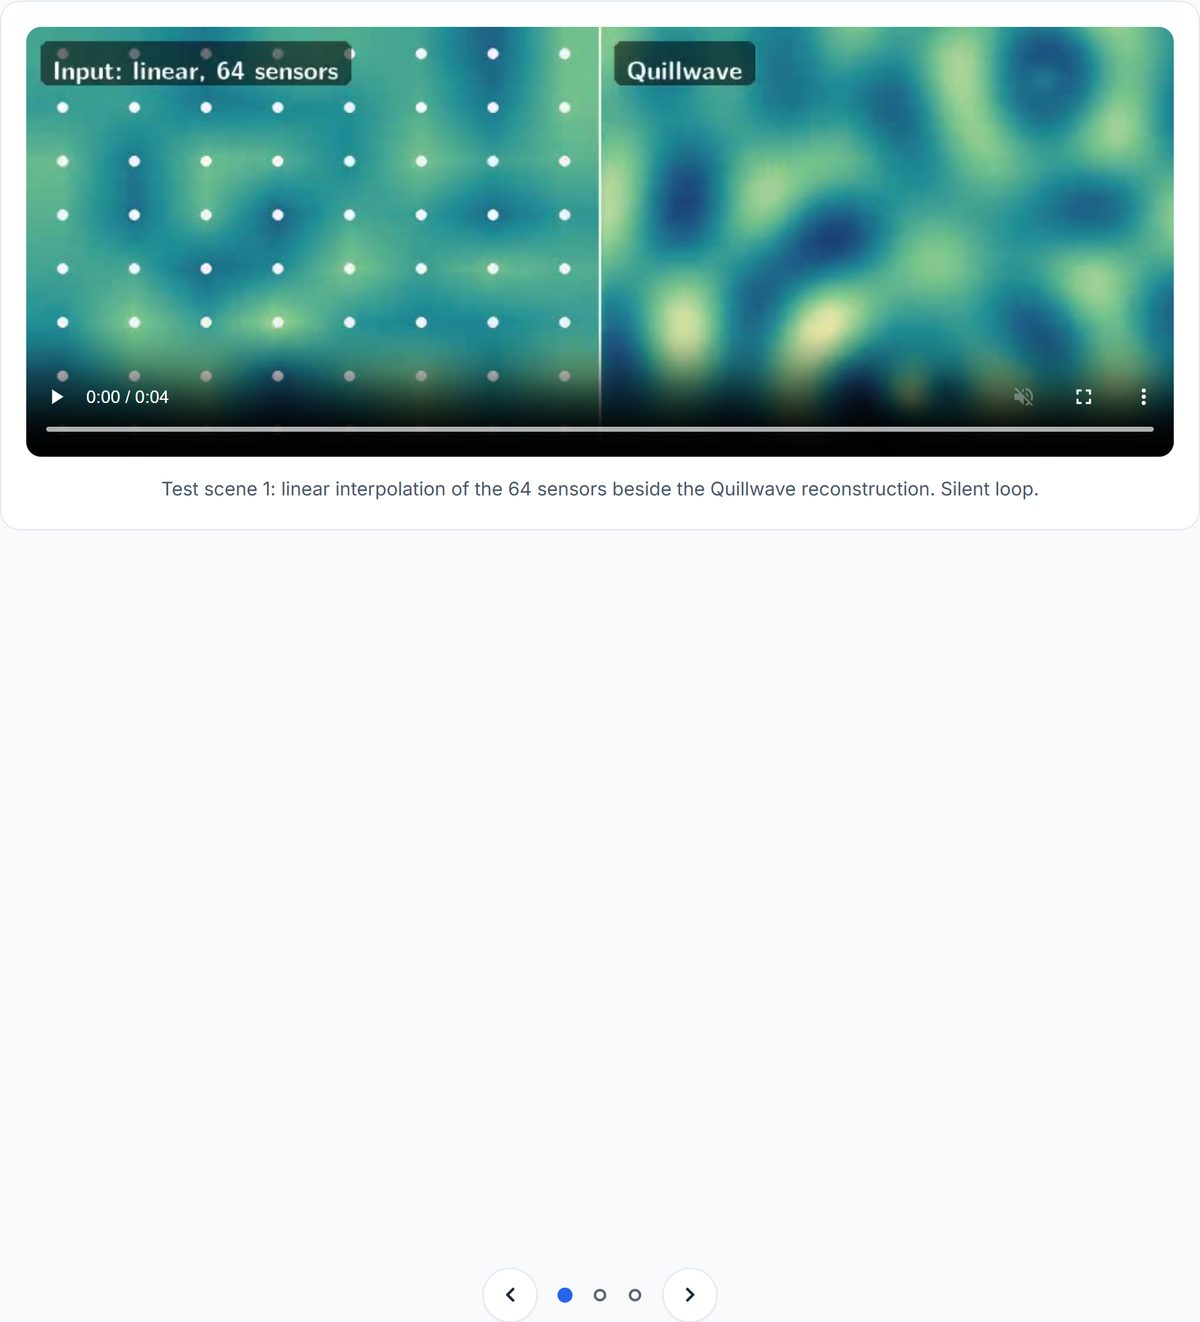 Input: linear, 64 sensors
Quillwave
0:00 / 0:04
Test scene 1: linear interpolation of the 64 sensors beside the Quillwave reconstruction. Silent loop.